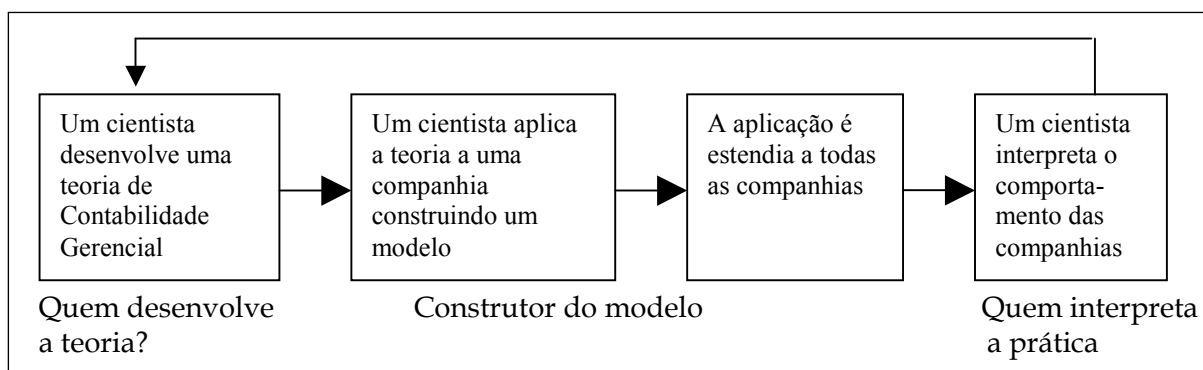 Um cientista
desenvolve uma
teoria de
Contabilidade
Gerencial
Um cientista aplica
a teoria a uma
companhia
construindo um
modelo
A aplicação é
estendia a todas
as companhias
Um cientista
interpreta o
comporta-
mento das
companhias
Quem desenvolve
a teoria?
Construtor do modelo
Quem interpreta
a prática